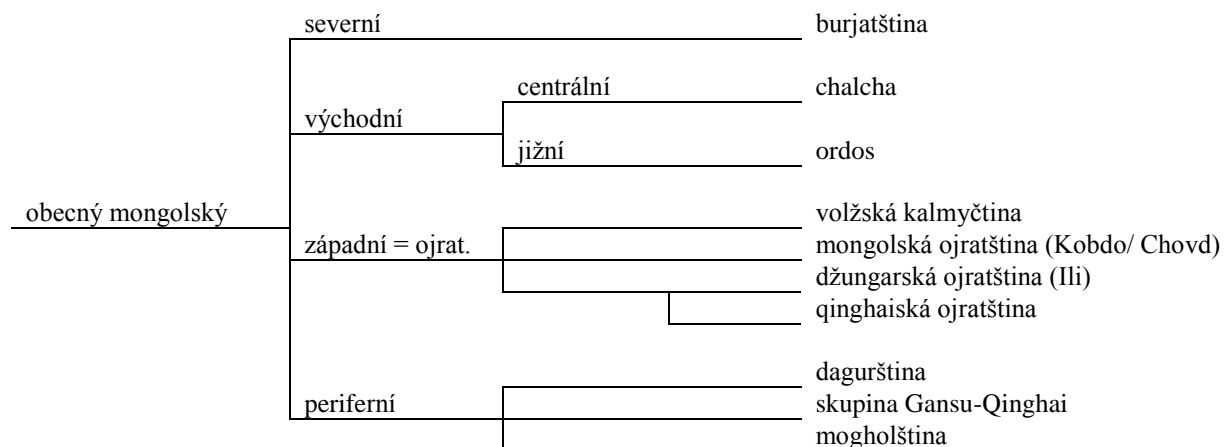 severní burjatština
centrální chalcha
východní
jižní ordos
obecný mongolský volžská kalmyčtina
západní = ojrat. mongolská ojratština (Kobdo/ Chovd)
džungarská ojratština (Ili)
qinghaiská ojratština
dagurština
periferní skupina Gansu-Qinghai
mogholština